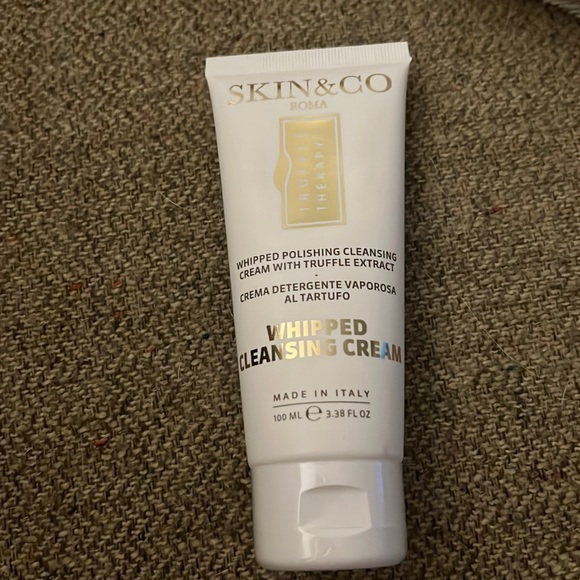 SKIN&CO
ROMA
TRUFFLE
THERAPY
WHIPPED POLISHING CLEANSING
CREAM WITH TRUFFLE EXTRACT
-
CREMA DETERGENTE VAPOROSA
AL TARTUFO
WHIPPED
CLEANSING CREAM
MADE IN ITALY
100 ML ℮ 3.38 FL OZ